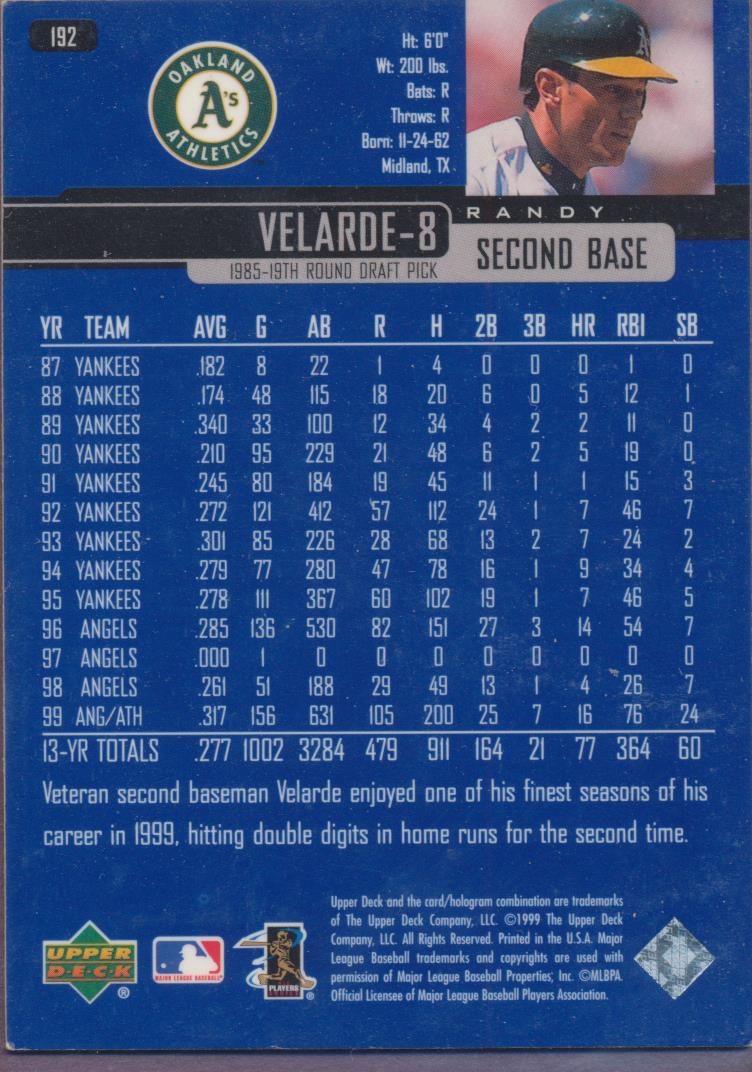 192
OAKLAND
A's
ATHLETICS
Ht: 6'0"
Wt: 200 lbs.
Bats: R
Throws: R
Born: 11-24-62
Midland, TX
A's
RANDY
VELARDE-8
SECOND BASE
1985-19TH ROUND DRAFT PICK
YR TEAM AVG G AB R H 2B 3B HR RBI SB
87 YANKEES .182 8 22 1 4 0 0 0 1 0
88 YANKEES .174 48 115 18 20 6 0 5 12 1
89 YANKEES .340 33 100 12 34 4 2 2 11 0
90 YANKEES .210 95 229 21 48 6 2 5 19 0
91 YANKEES .245 80 184 19 45 11 1 1 15 3
92 YANKEES .272 121 412 57 112 24 1 7 46 7
93 YANKEES .301 85 226 28 68 13 2 7 24 2
94 YANKEES .279 77 280 47 78 16 1 9 34 4
95 YANKEES .278 111 367 60 102 19 1 7 46 5
96 ANGELS .285 136 530 82 151 27 3 14 54 7
97 ANGELS .000 1 0 0 0 0 0 0 0 0
98 ANGELS .261 51 188 29 49 13 1 4 26 7
99 ANG/ATH .317 156 631 105 200 25 7 16 76 24
13-YR TOTALS .277 1002 3284 479 911 164 21 77 364 60
Veteran second baseman Velarde enjoyed one of his finest seasons of his
career in 1999, hitting double digits in home runs for the second time.
Upper Deck and the card/hologram combination are trademarks
of The Upper Deck Company, LLC. ©1999 The Upper Deck
Company, LLC. All Rights Reserved. Printed in the U.S.A. Major
League Baseball trademarks and copyrights are used with
permission of Major League Baseball Properties, Inc. ©MLBPA.
Official Licensee of Major League Baseball Players Association.
UPPER
DECK
®
MAJOR LEAGUE BASEBALL
PLAYERS
CHOICE
®